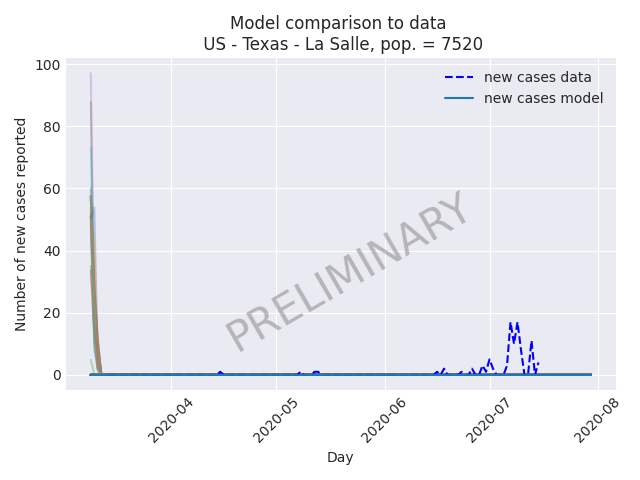 Model comparison to data
US - Texas - La Salle, pop. = 7520
100
80
60
40
20
0
Number of new cases reported
new cases data
new cases model
PRELIMINARY
2020-04
2020-05
2020-06
2020-07
2020-08
Day